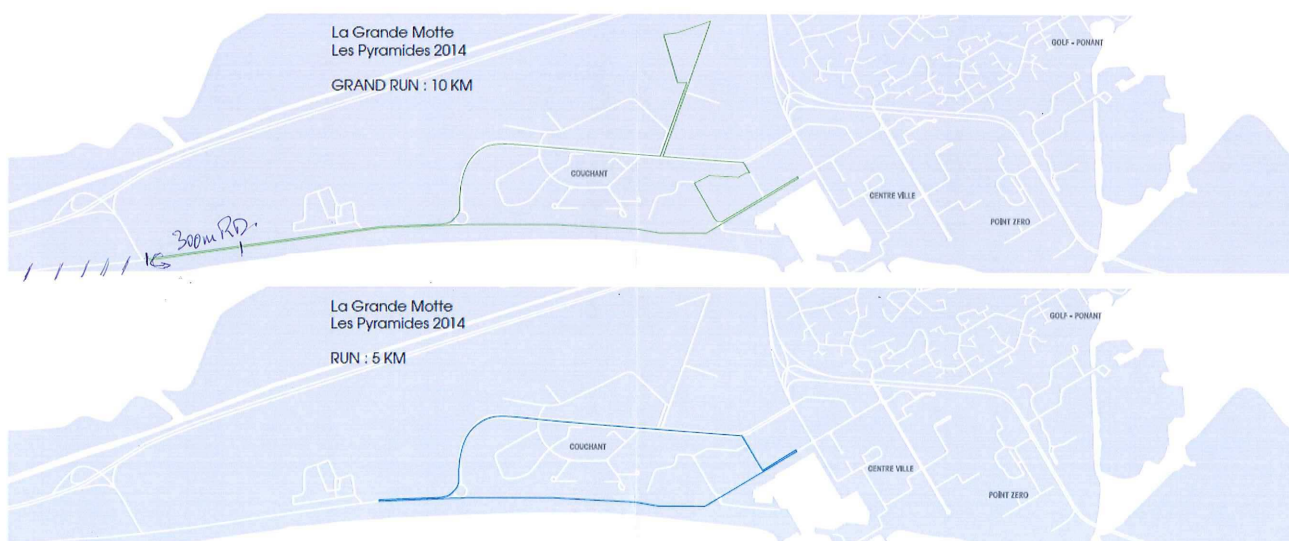 La Grande Motte
Les Pyramides 2014
GRAND RUN : 10 KM
GOLF - PONANT
COUCHANT
CENTRE VILLE
POINT ZERO
300m RD.
La Grande Motte
Les Pyramides 2014
RUN : 5 KM
GOLF - PONANT
COUCHANT
CENTRE VILLE
POINT ZERO